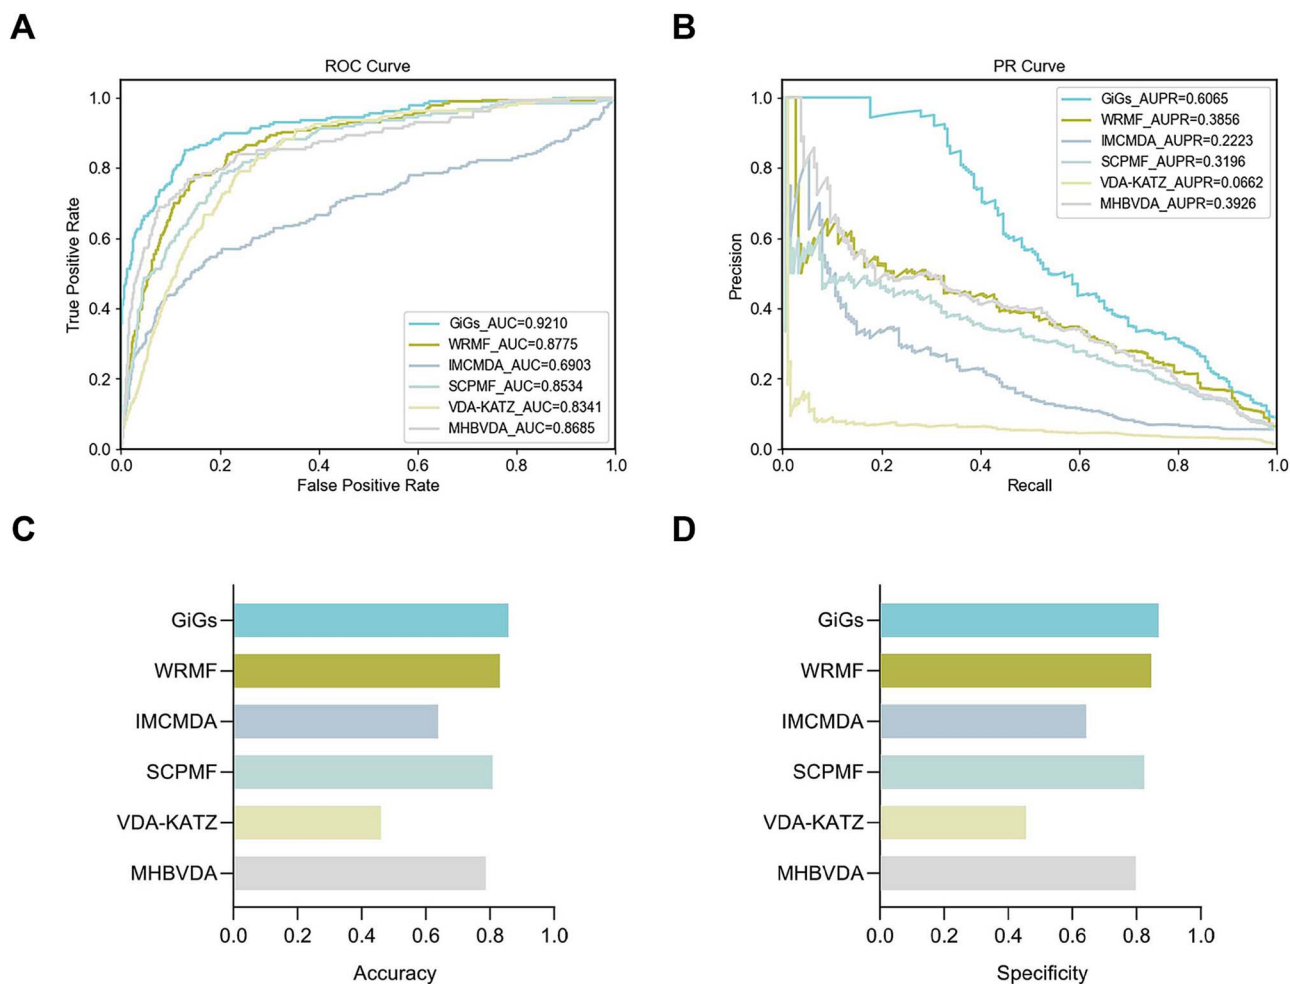 A
ROC Curve
1.0
0.8
0.6
0.4
0.2
0.0
True Positive Rate
GiGs_AUC=0.9210
WRMF_AUC=0.8775
IMCMDA_AUC=0.6903
SCPMF_AUC=0.8534
VDA-KATZ_AUC=0.8341
MHBVDA_AUC=0.8685
0.0 0.2 0.4 0.6 0.8 1.0
False Positive Rate
B
PR Curve
1.0
0.8
0.6
0.4
0.2
0.0
Precision
GiGs_AUPR=0.6065
WRMF_AUPR=0.3856
IMCMDA_AUPR=0.2223
SCPMF_AUPR=0.3196
VDA-KATZ_AUPR=0.0662
MHBVDA_AUPR=0.3926
0.0 0.2 0.4 0.6 0.8 1.0
Recall
C
GiGs
WRMF
IMCMDA
SCPMF
VDA-KATZ
MHBVDA
0.0 0.2 0.4 0.6 0.8 1.0
Accuracy
D
GiGs
WRMF
IMCMDA
SCPMF
VDA-KATZ
MHBVDA
0.0 0.2 0.4 0.6 0.8 1.0
Specificity